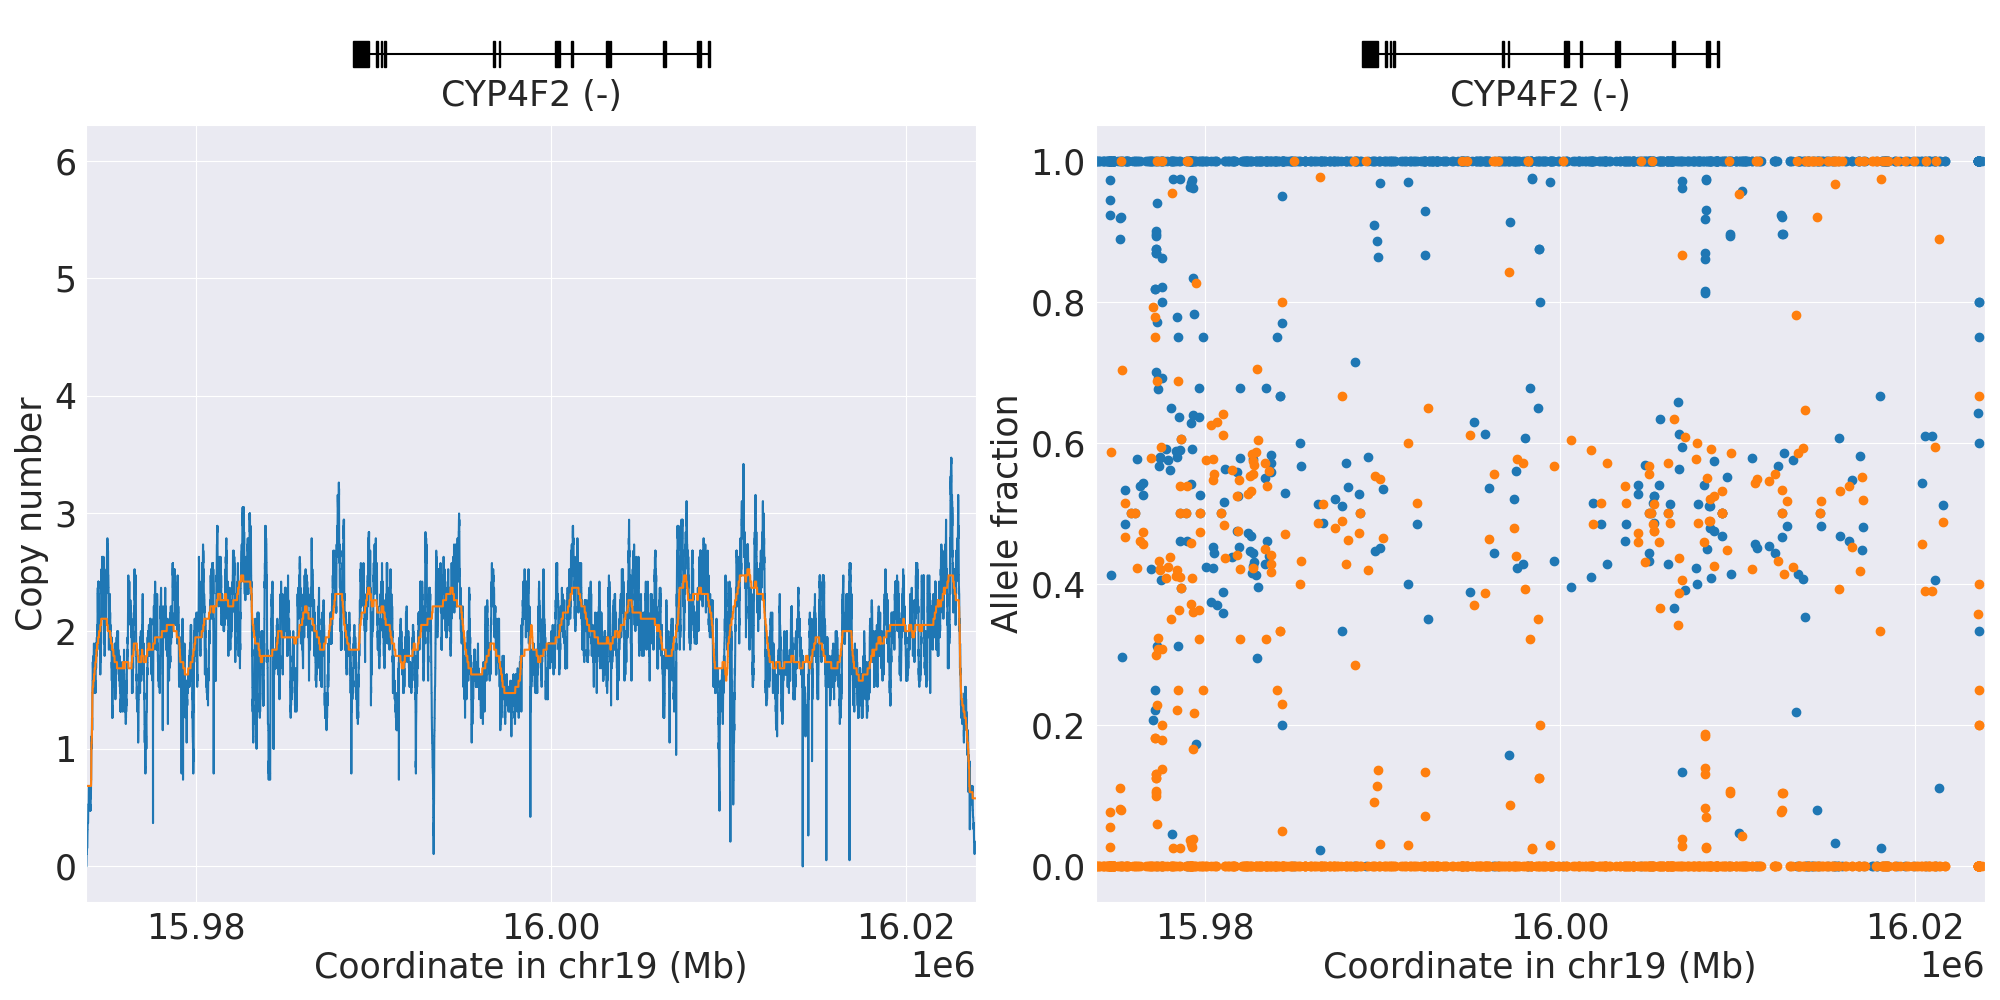 CYP4F2 (-)
6
5
4
3
2
1
0
Copy number
15.98
16.00
16.02
Coordinate in chr19 (Mb)
1e6
CYP4F2 (-)
1.0
0.8
0.6
0.4
0.2
0.0
Allele fraction
15.98
16.00
16.02
Coordinate in chr19 (Mb)
1e6